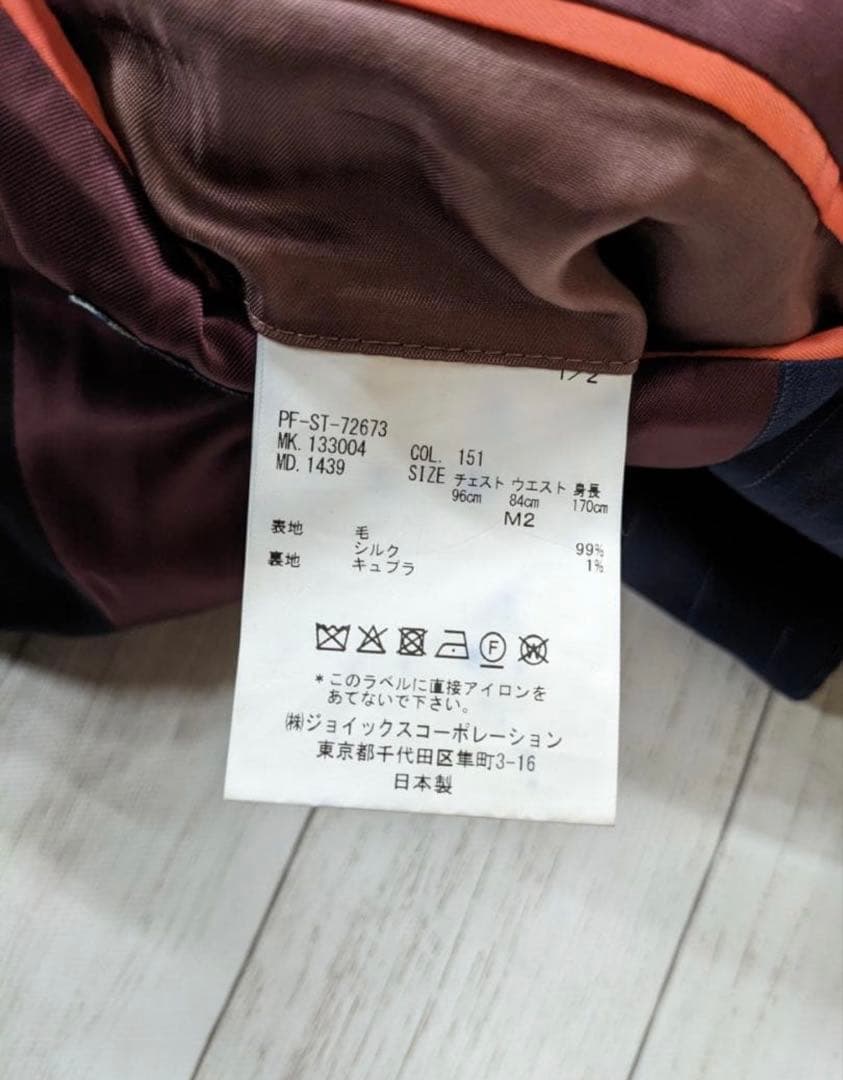 1/2
PF-ST-72673
MK. 133004 COL. 151
MD. 1439 SIZE チェスト ウエスト 身長
96cm 84cm 170cm
M2
表地 毛 99%
シルク 1%
裏地 キュプラ
F W
*このラベルに直接アイロンを
あてないで下さい。
㈱ジョイックスコーポレーション
東京都千代田区隼町3-16
日本製